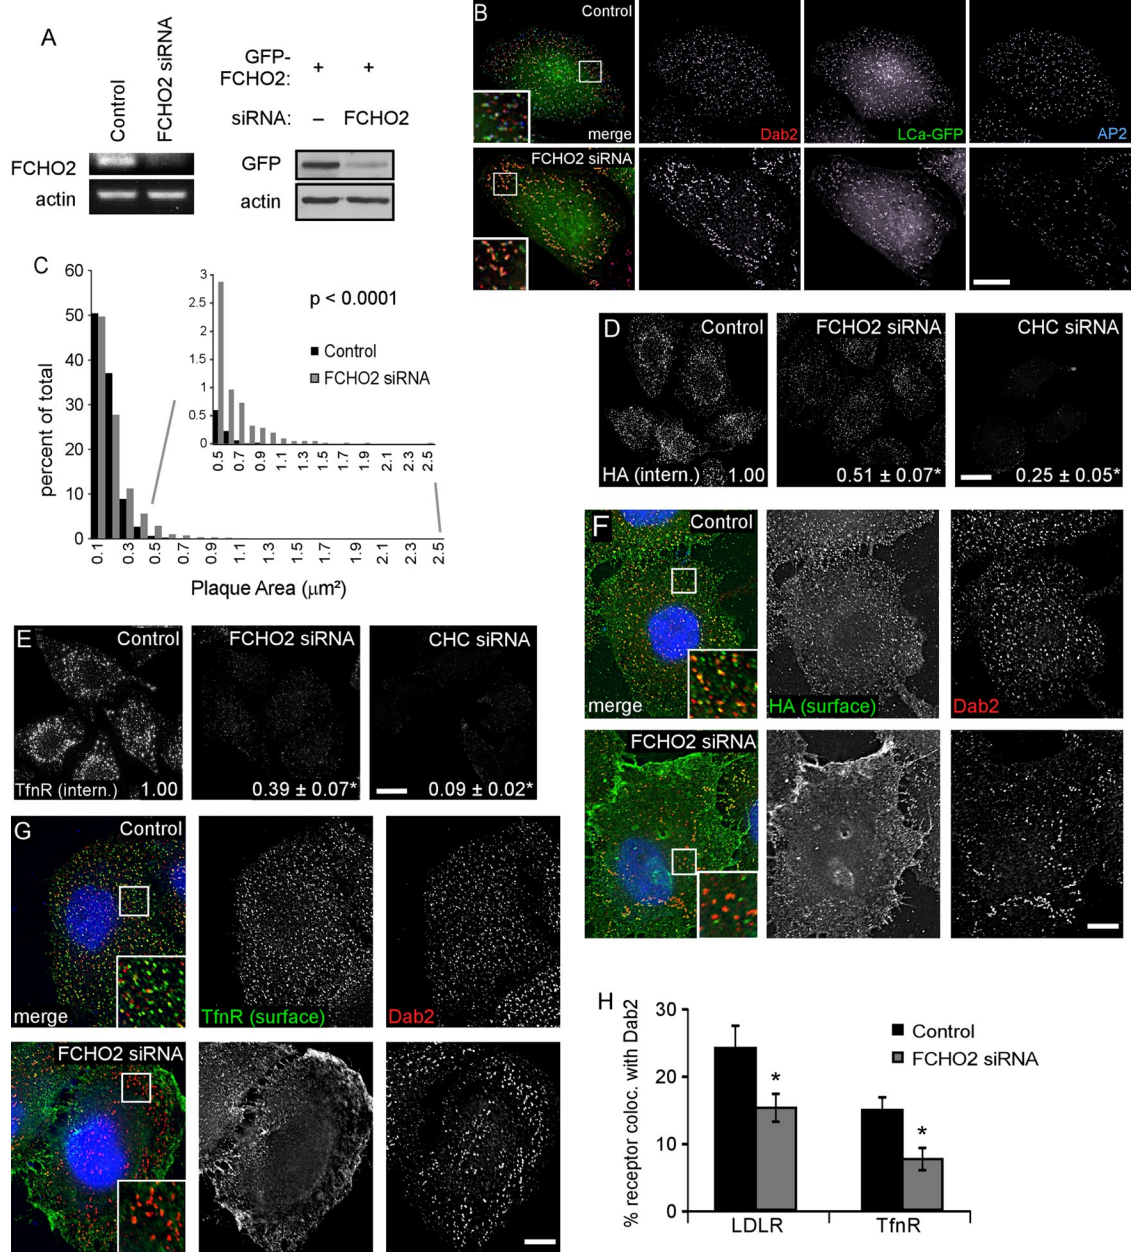 A
Control
FCHO2 siRNA
FCHO2
actin
GFP-
FCHO2:
+
+
siRNA:
–
FCHO2
GFP
actin
B
Control
merge
Dab2
LCa-GFP
AP2
FCHO2 siRNA
C
percent of total
60
50
40
30
20
10
0
0.1
0.3
0.5
0.7
0.9
1.1
1.3
1.5
1.7
1.9
2.1
2.3
2.5
Plaque Area (μm²)
3
2.5
2
1.5
1
0.5
0
0.5
0.7
0.9
1.1
1.3
1.5
1.7
1.9
2.1
2.3
2.5
p < 0.0001
Control
FCHO2 siRNA
D
Control
FCHO2 siRNA
CHC siRNA
HA (intern.)
1.00
0.51 ± 0.07*
0.25 ± 0.05*
E
Control
FCHO2 siRNA
CHC siRNA
TfnR (intern.)
1.00
0.39 ± 0.07*
0.09 ± 0.02*
F
Control
merge
HA (surface)
Dab2
FCHO2 siRNA
G
Control
merge
TfnR (surface)
Dab2
FCHO2 siRNA
H
% receptor coloc. with Dab2
30
20
10
0
Control
FCHO2 siRNA
*
*
LDLR
TfnR